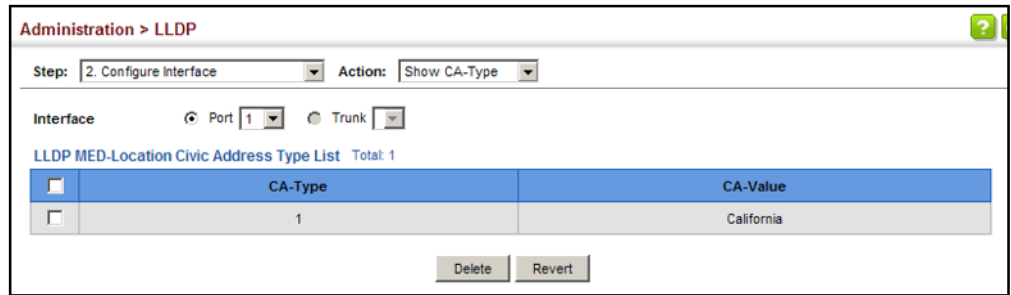 Administration > LLDP ?
Step: 2. Configure Interface Action: Show CA-Type
Interface Port 1 Trunk
LLDP MED-Location Civic Address Type List Total: 1
CA-Type CA-Value
1 California
Delete Revert